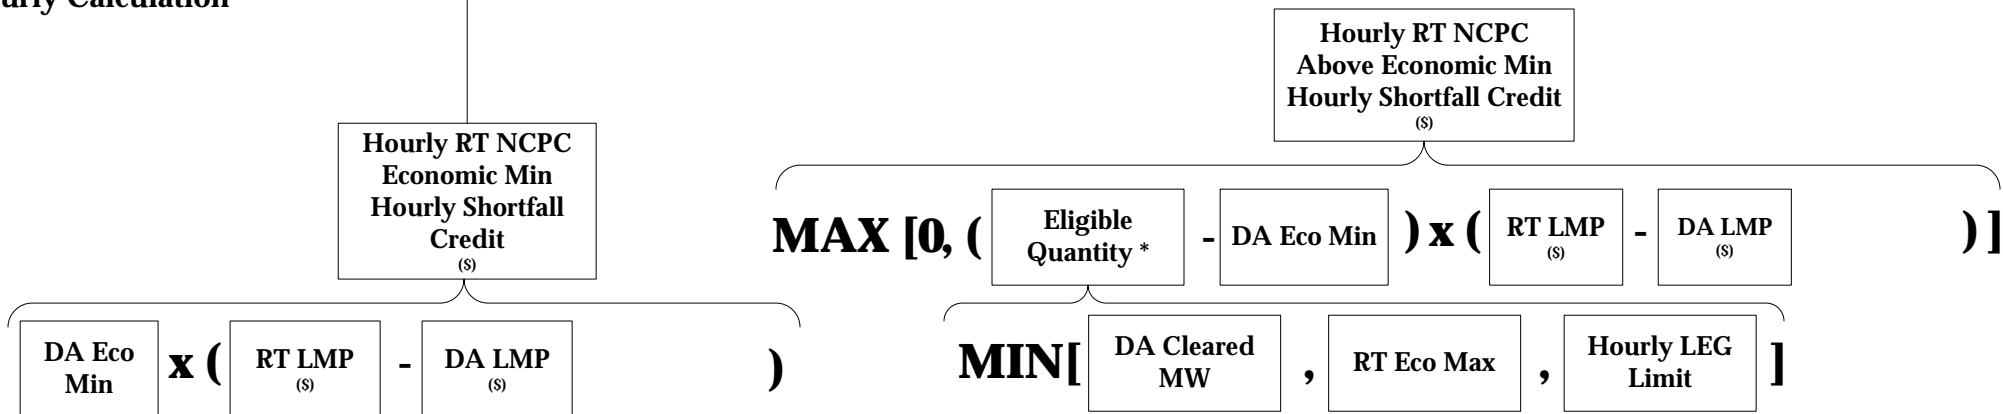 Calculation
Hourly RT NCPC
Above Economic Min
Hourly Shortfall Credit
($)
Hourly RT NCPC
Economic Min
Hourly Shortfall
Credit
($)
MAX [0, ( Eligible Quantity * - DA Eco Min ) x ( RT LMP ($) - DA LMP ($) ) ]
DA Eco Min x ( RT LMP ($) - DA LMP ($) )
MIN[ DA Cleared MW , RT Eco Max , Hourly LEG Limit ]